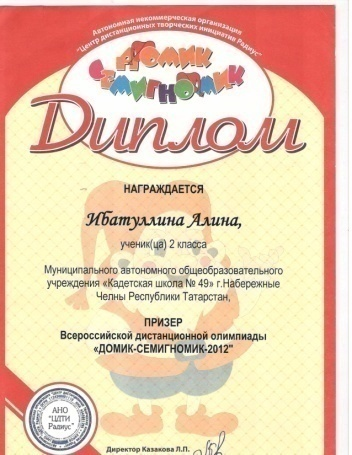 Автономная некоммерческая организация
"Центр дистанционных творческих инициатив Радиус"
ДОМИК
СЕМИГНОМИК
Диплом
НАГРАЖДАЕТСЯ
Ибатуллина Алина,
ученик(ца) 2 класса
Муниципального автономного общеобразовательного
учреждения «Кадетская школа № 49» г.Набережные
Челны Республики Татарстан,
ПРИЗЕР
Всероссийской дистанционной олимпиады
«ДОМИК-СЕМИГНОМИК-2012"
АНО
"ЦДТИ
Радиус"
Директор Казакова Л.П.